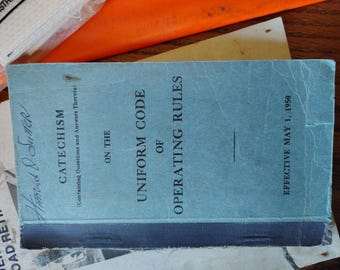 CATECHISM
(Containing Questions and Answers Thereto)
ON THE
UNIFORM CODE
OF
OPERATING RULES
EFFECTIVE MAY 1, 1950